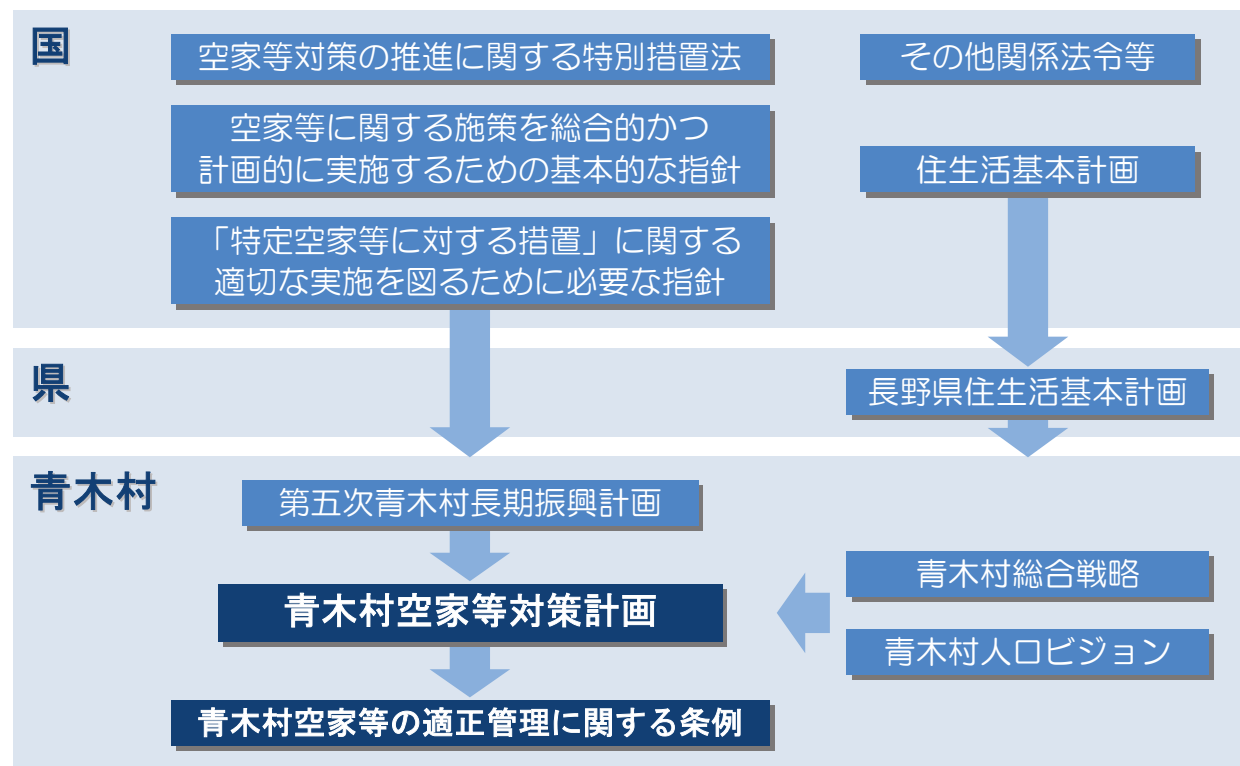 国
空家等対策の推進に関する特別措置法
その他関係法令等
空家等に関する施策を総合的かつ
計画的に実施するための基本的な指針
住生活基本計画
「特定空家等に対する措置」に関する
適切な実施を図るために必要な指針
県
長野県住生活基本計画
青木村
第五次青木村長期振興計画
青木村空家等対策計画
青木村総合戦略
青木村人口ビジョン
青木村空家等の適正管理に関する条例